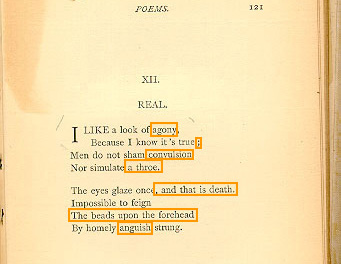 POEMS. 121
XII.
REAL.
I LIKE a look of agony,
Because I know it's true;
Men do not sham convulsion
Nor simulate a throe.
The eyes glaze once, and that is death.
Impossible to feign
The beads upon the forehead
By homely anguish strung.